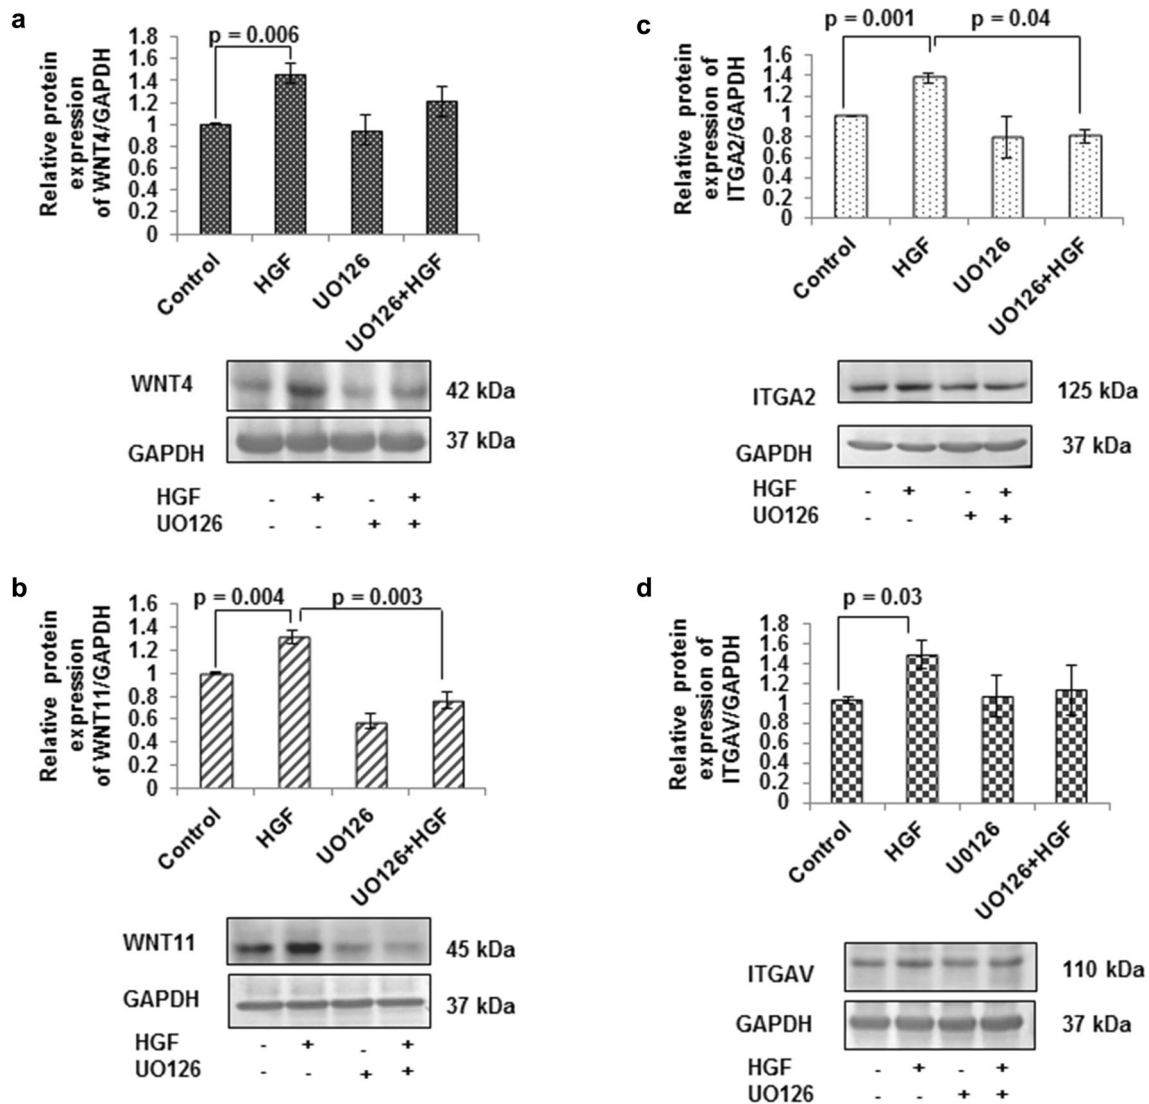 a
p = 0.006
Relative protein
expression
of WNT4/GAPDH
1.8
1.6
1.4
1.2
1
0.8
0.6
0.4
0.2
0
Control
HGF
UO126
UO126+HGF
WNT4
42 kDa
GAPDH
37 kDa
HGF - + - +
UO126 - - + +
b
p = 0.004
p = 0.003
Relative protein
expression
of WNT11/GAPDH
1.6
1.4
1.2
1
0.8
0.6
0.4
0.2
0
Control
HGF
UO126
UO126+HGF
WNT11
45 kDa
GAPDH
37 kDa
HGF - + - +
UO126 - - + +
c
p = 0.001
p = 0.04
Relative protein
expression of
ITGA2/GAPDH
1.6
1.4
1.2
1
0.8
0.6
0.4
0.2
0
Control
HGF
UO126
UO126+HGF
ITGA2
125 kDa
GAPDH
37 kDa
HGF - + - +
UO126 - - + +
d
p = 0.03
Relative protein
expression of
ITGAV/GAPDH
1.8
1.6
1.4
1.2
1
0.8
0.6
0.4
0.2
0
Control
HGF
U0126
UO126+HGF
ITGAV
110 kDa
GAPDH
37 kDa
HGF - + - +
UO126 - - + +